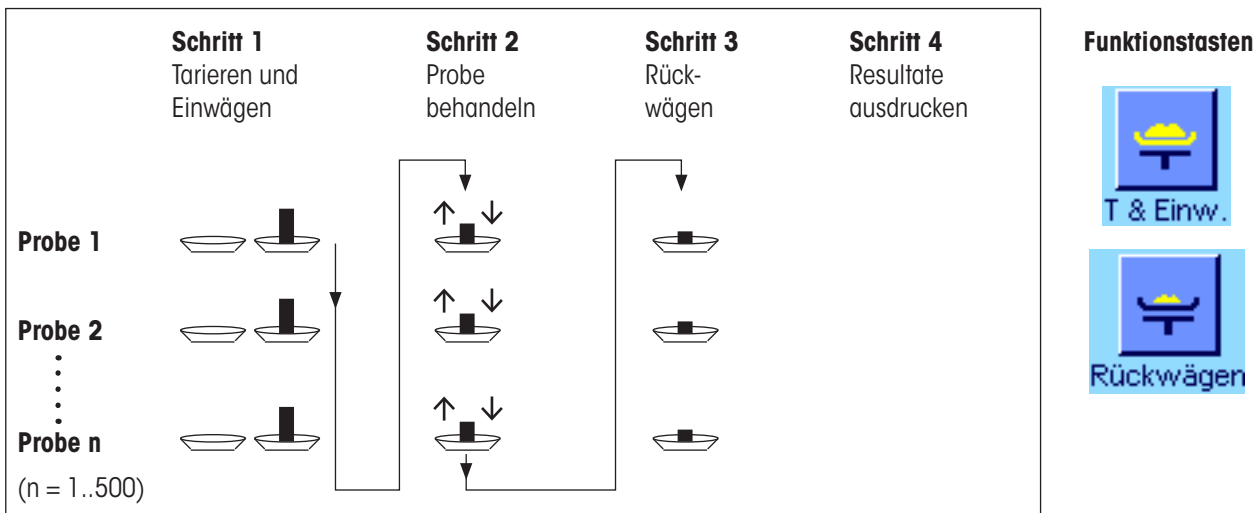 Schritt 1
Tarieren und
Einwägen
Schritt 2
Probe
behandeln
Schritt 3
Rück-
wägen
Schritt 4
Resultate
ausdrucken
Funktionstasten
T & Einw.
Rückwägen
Probe 1
Probe 2
Probe n
(n = 1..500)